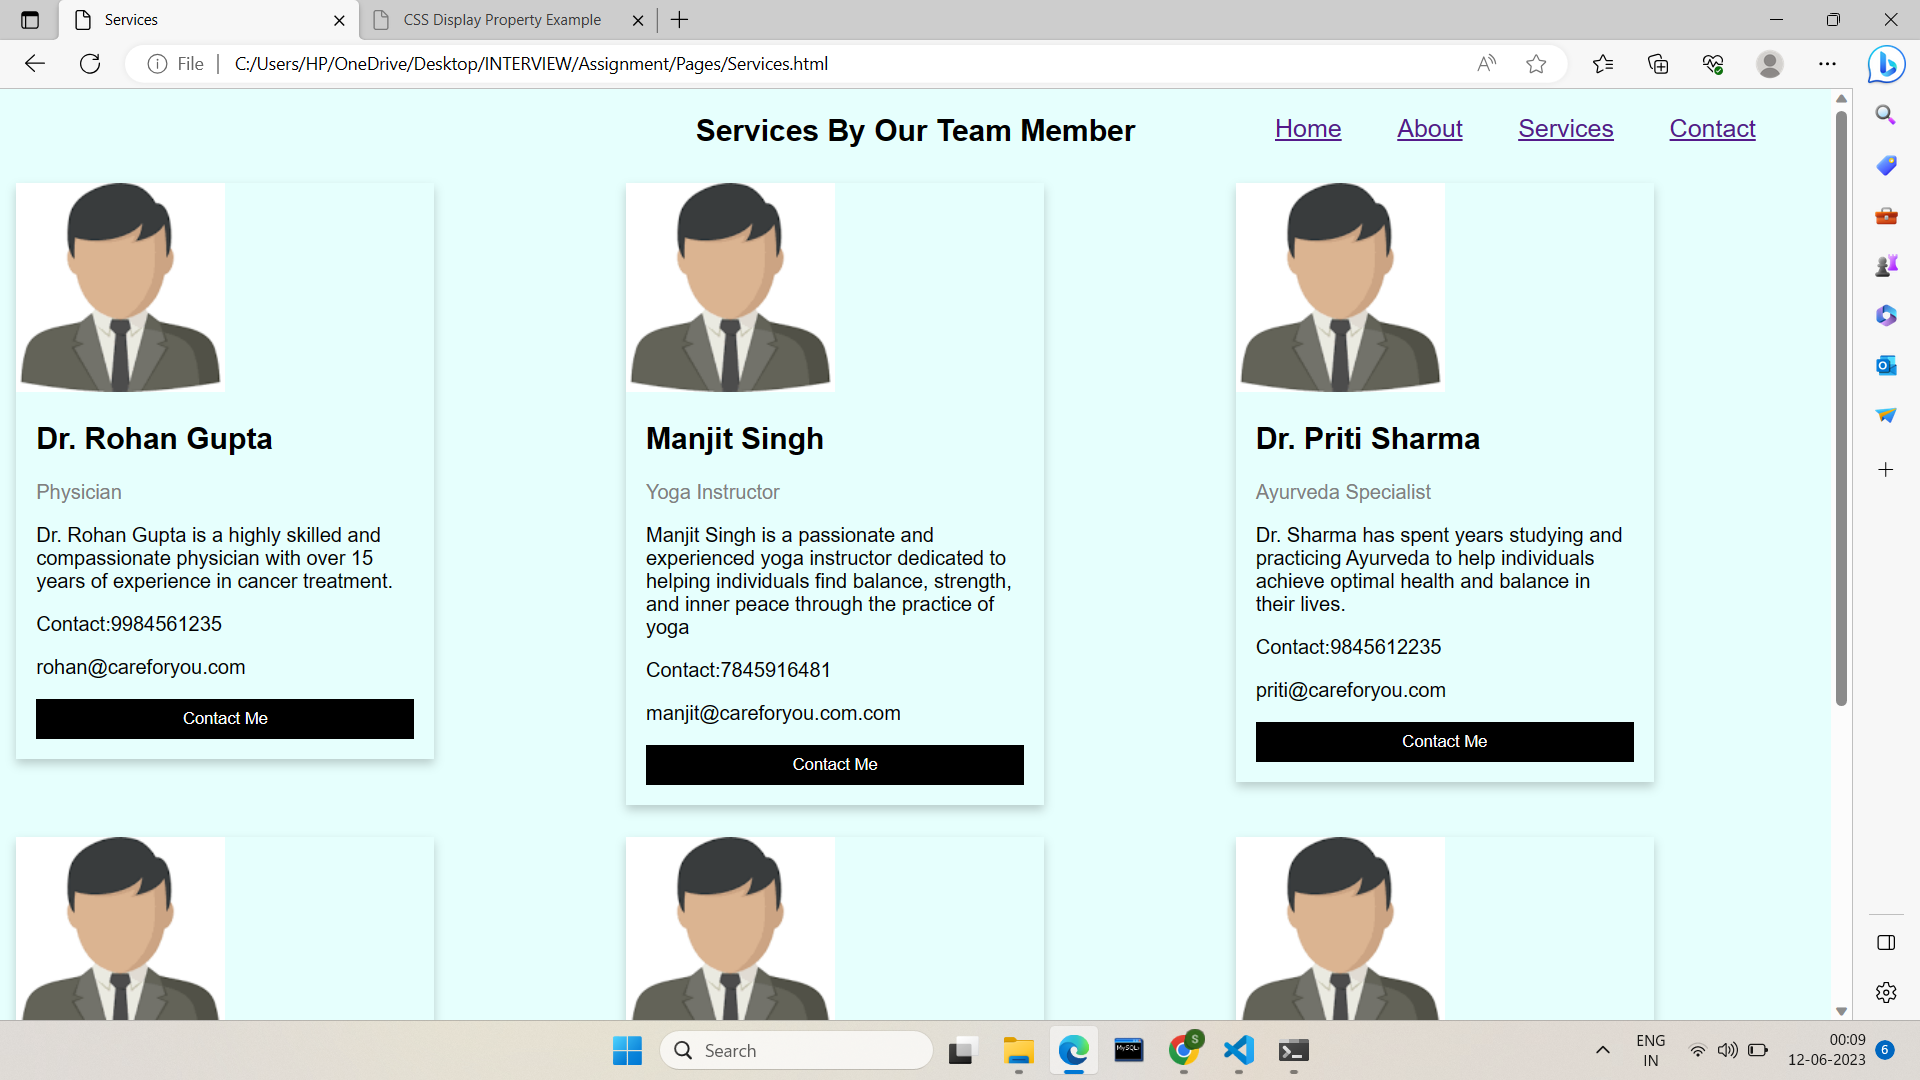 Services
CSS Display Property Example
File
C:/Users/HP/OneDrive/Desktop/INTERVIEW/Assignment/Pages/Services.html
Services By Our Team Member
Home
About
Services
Contact
Dr. Rohan Gupta
Physician
Dr. Rohan Gupta is a highly skilled and
compassionate physician with over 15
years of experience in cancer treatment.
Contact:9984561235
rohan@careforyou.com
Contact Me
Manjit Singh
Yoga Instructor
Manjit Singh is a passionate and
experienced yoga instructor dedicated to
helping individuals find balance, strength,
and inner peace through the practice of
yoga
Contact:7845916481
manjit@careforyou.com.com
Contact Me
Dr. Priti Sharma
Ayurveda Specialist
Dr. Sharma has spent years studying and
practicing Ayurveda to help individuals
achieve optimal health and balance in
their lives.
Contact:9845612235
priti@careforyou.com
Contact Me
Search
MySQL
S
ENG
IN
00:09
12-06-2023
6